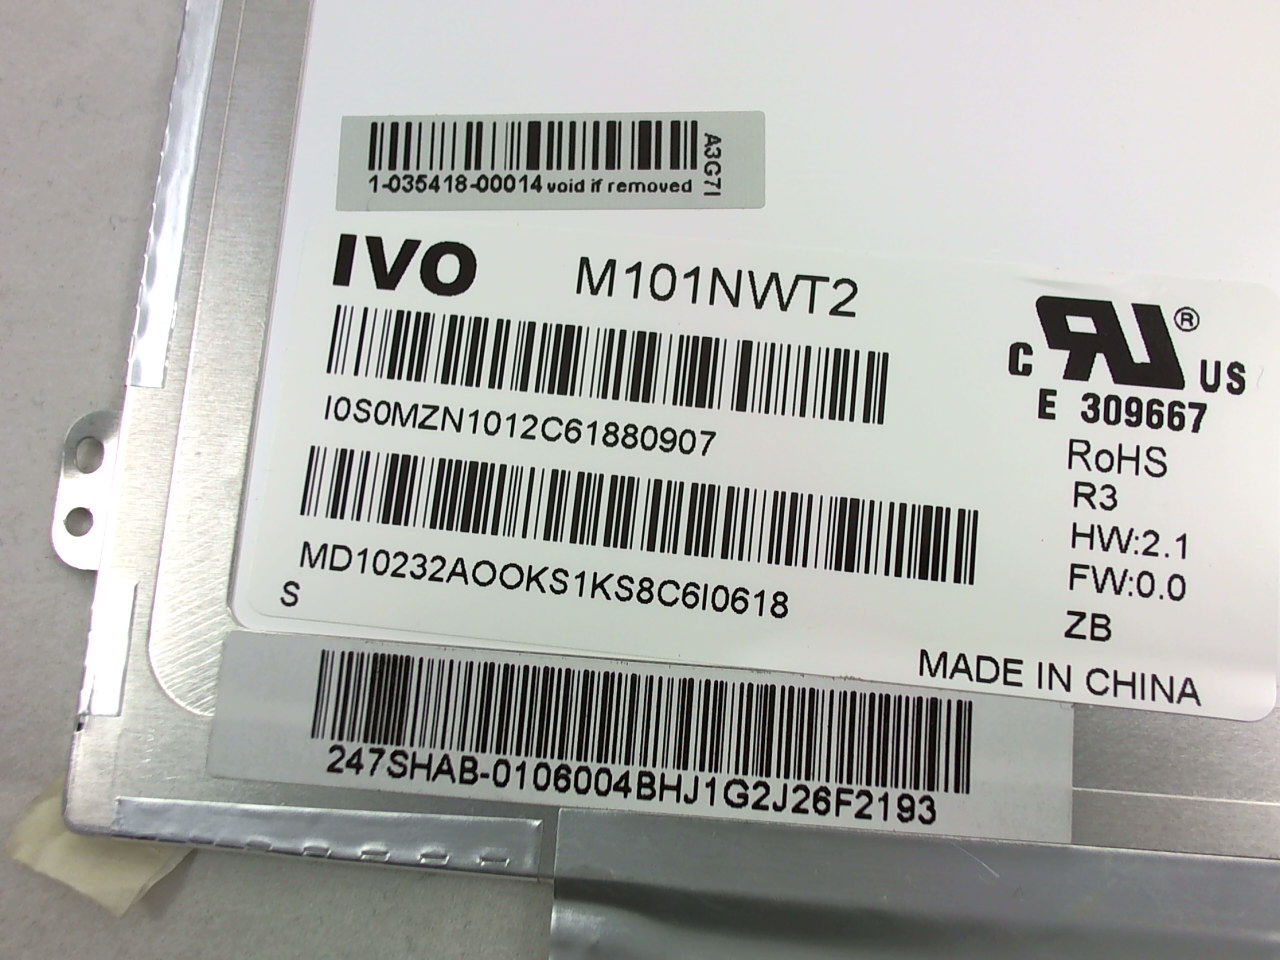 1-035418-00014 void if removed
A3G7I
IVO M101NWT2
I0S0MZN1012C61880907
MD10232AOOKS1KS8C6I0618
S
C RU ® US
E 309667
RoHS
R3
HW:2.1
FW:0.0
ZB
MADE IN CHINA
247SHAB-0106004BHJ1G2J26F2193